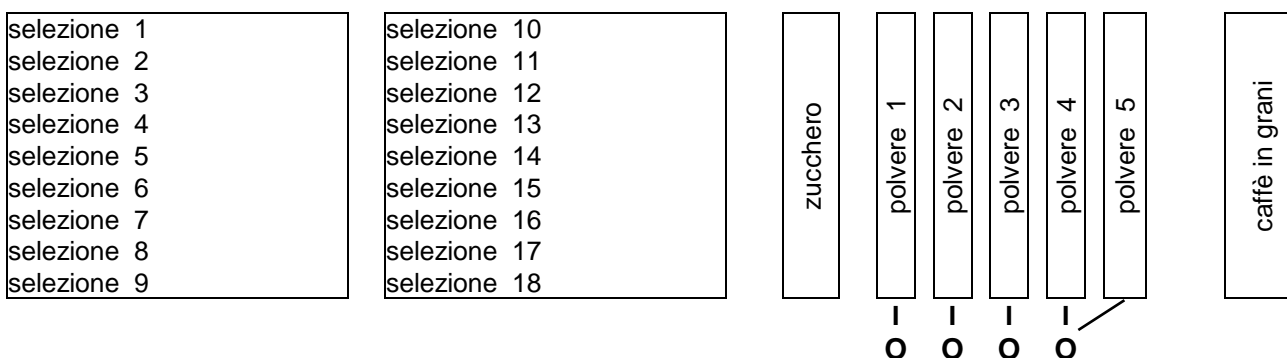 selezione 1
selezione 2
selezione 3
selezione 4
selezione 5
selezione 6
selezione 7
selezione 8
selezione 9
selezione 10
selezione 11
selezione 12
selezione 13
selezione 14
selezione 15
selezione 16
selezione 17
selezione 18
zucchero
polvere 1
polvere 2
polvere 3
polvere 4
polvere 5
caffè in grani
O O O O